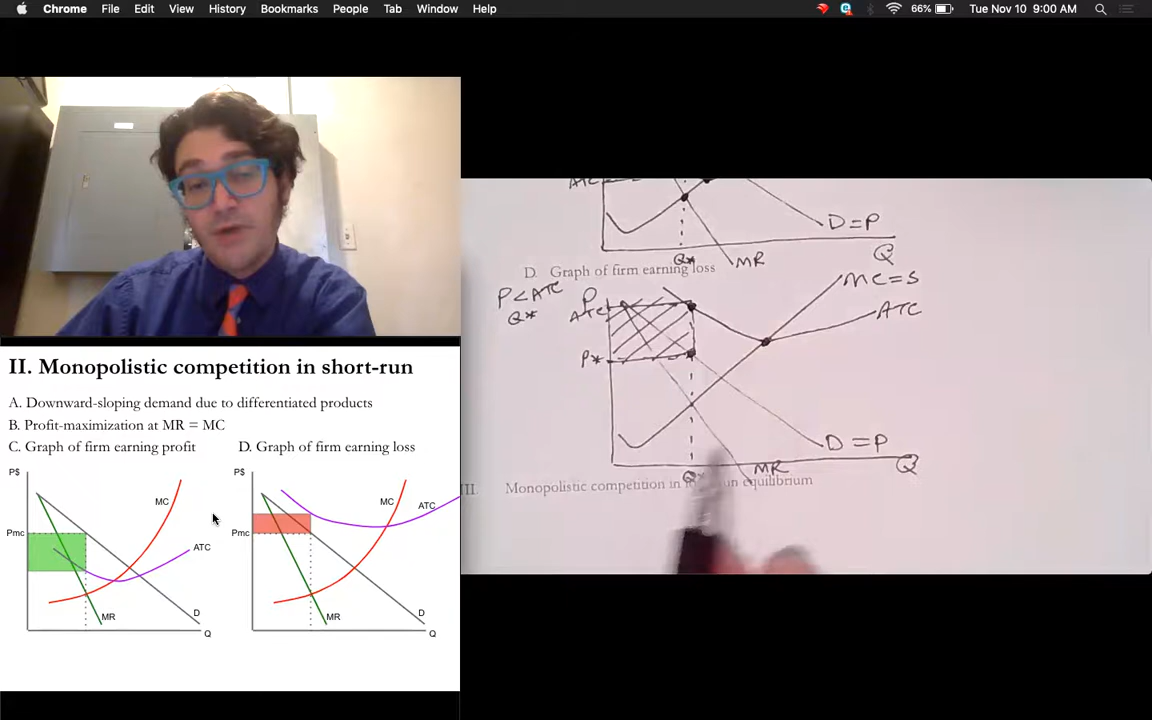 Chrome File Edit View History Bookmarks People Tab Window Help 66% Tue Nov 10 9:00 AM
II. Monopolistic competition in short-run
A. Downward-sloping demand due to differentiated products
B. Profit-maximization at MR = MC
C. Graph of firm earning profit D. Graph of firm earning loss
P$
MC
Pmc
ATC
MR
D
Q
P$
MC
ATC
Pmc
MR
D
Q
ATC
D=P
Q
Q*
MR
D. Graph of firm earning loss
P<ATC
Q*
P
ATC
MC=S
ATC
P*
D=P
Q
MR
Q*
III. Monopolistic competition in equilibrium